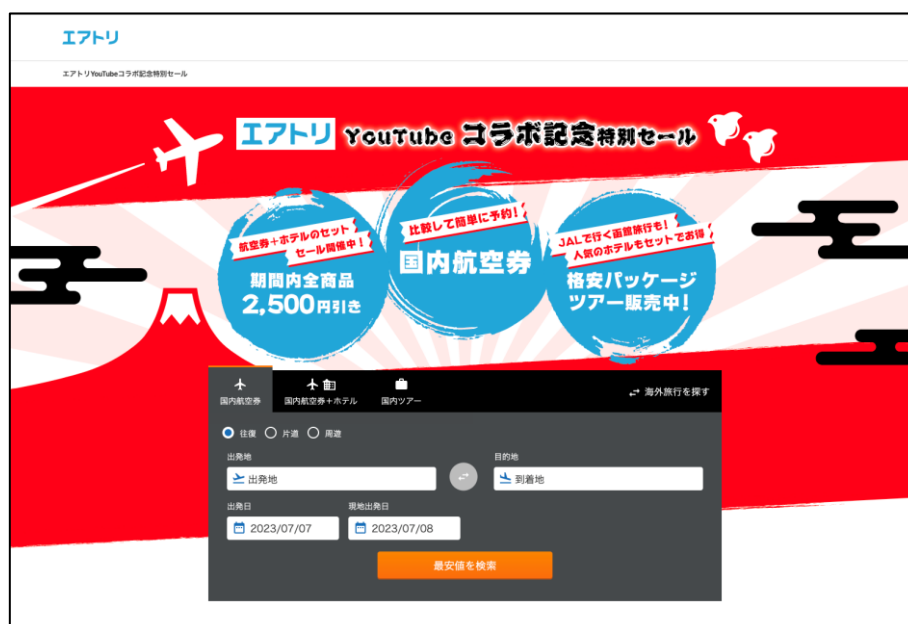 エアトリ
エアトリYouTubeコラボ記念特別セール
エアトリ YouTube コラボ記念特別セール
航空券+ホテルのセット
セール開催中!
期間内全商品
2,500円引き
比較して簡単に予約!
国内航空券
JALで行く函館旅行も!
人気のホテルもセットでお得
格安パッケージ
ツアー販売中!
国内航空券
国内航空券+ホテル
国内ツアー
海外旅行を探す
往復 片道 周遊
出発地 目的地
出発地 到着地
出発日 現地出発日
2023/07/07 2023/07/08
最安値を検索